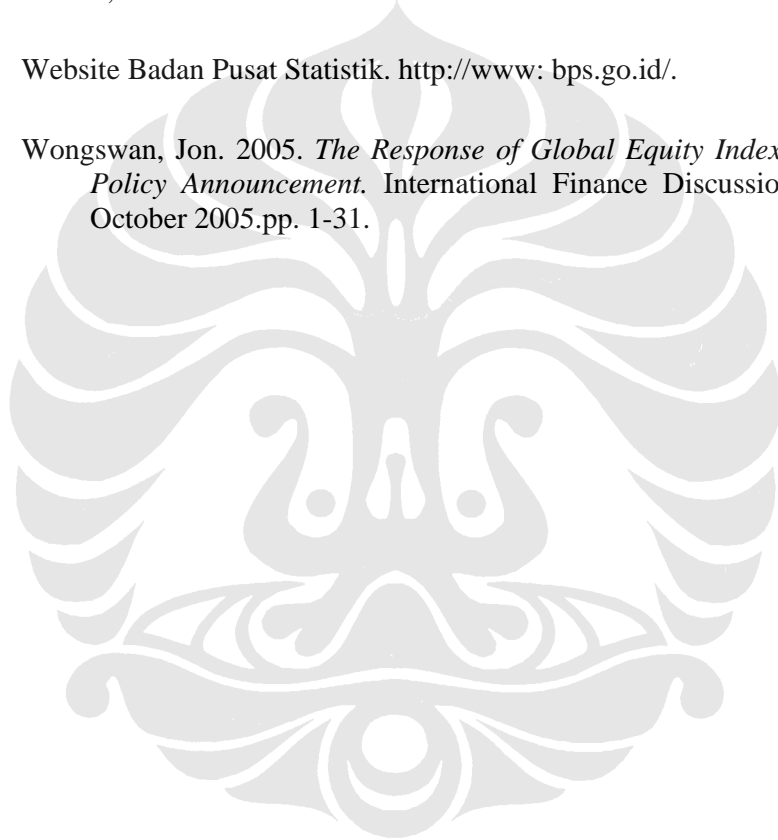 Website Badan Pusat Statistik. http://www: bps.go.id/.
Wongswan, Jon. 2005. The Response of Global Equity Index
Policy Announcement. International Finance Discussio
October 2005.pp. 1-31.